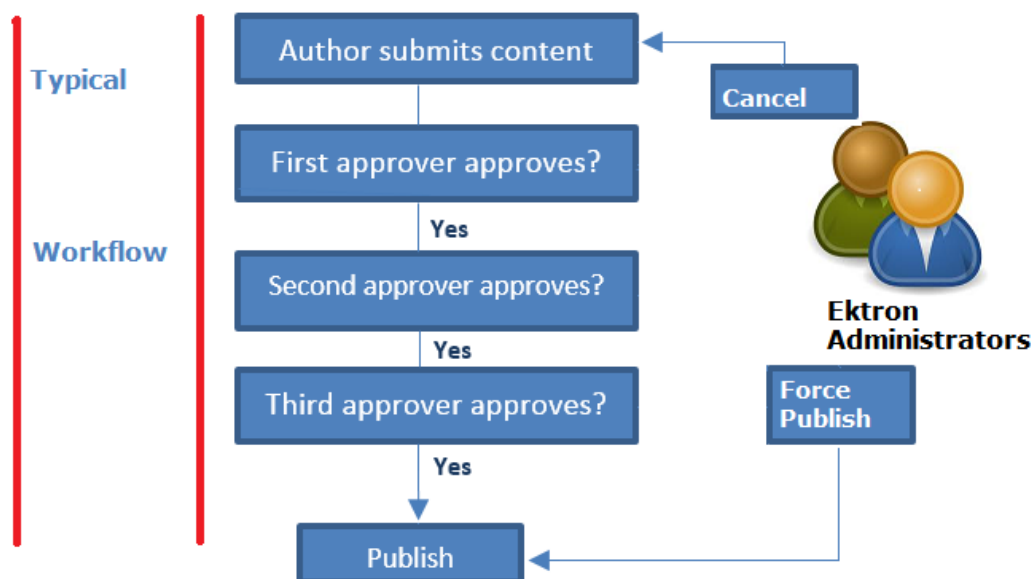 Typical
Workflow
Author submits content
First approver approves?
Yes
Second approver approves?
Yes
Third approver approves?
Yes
Publish
Cancel
Ektron
Administrators
Force
Publish